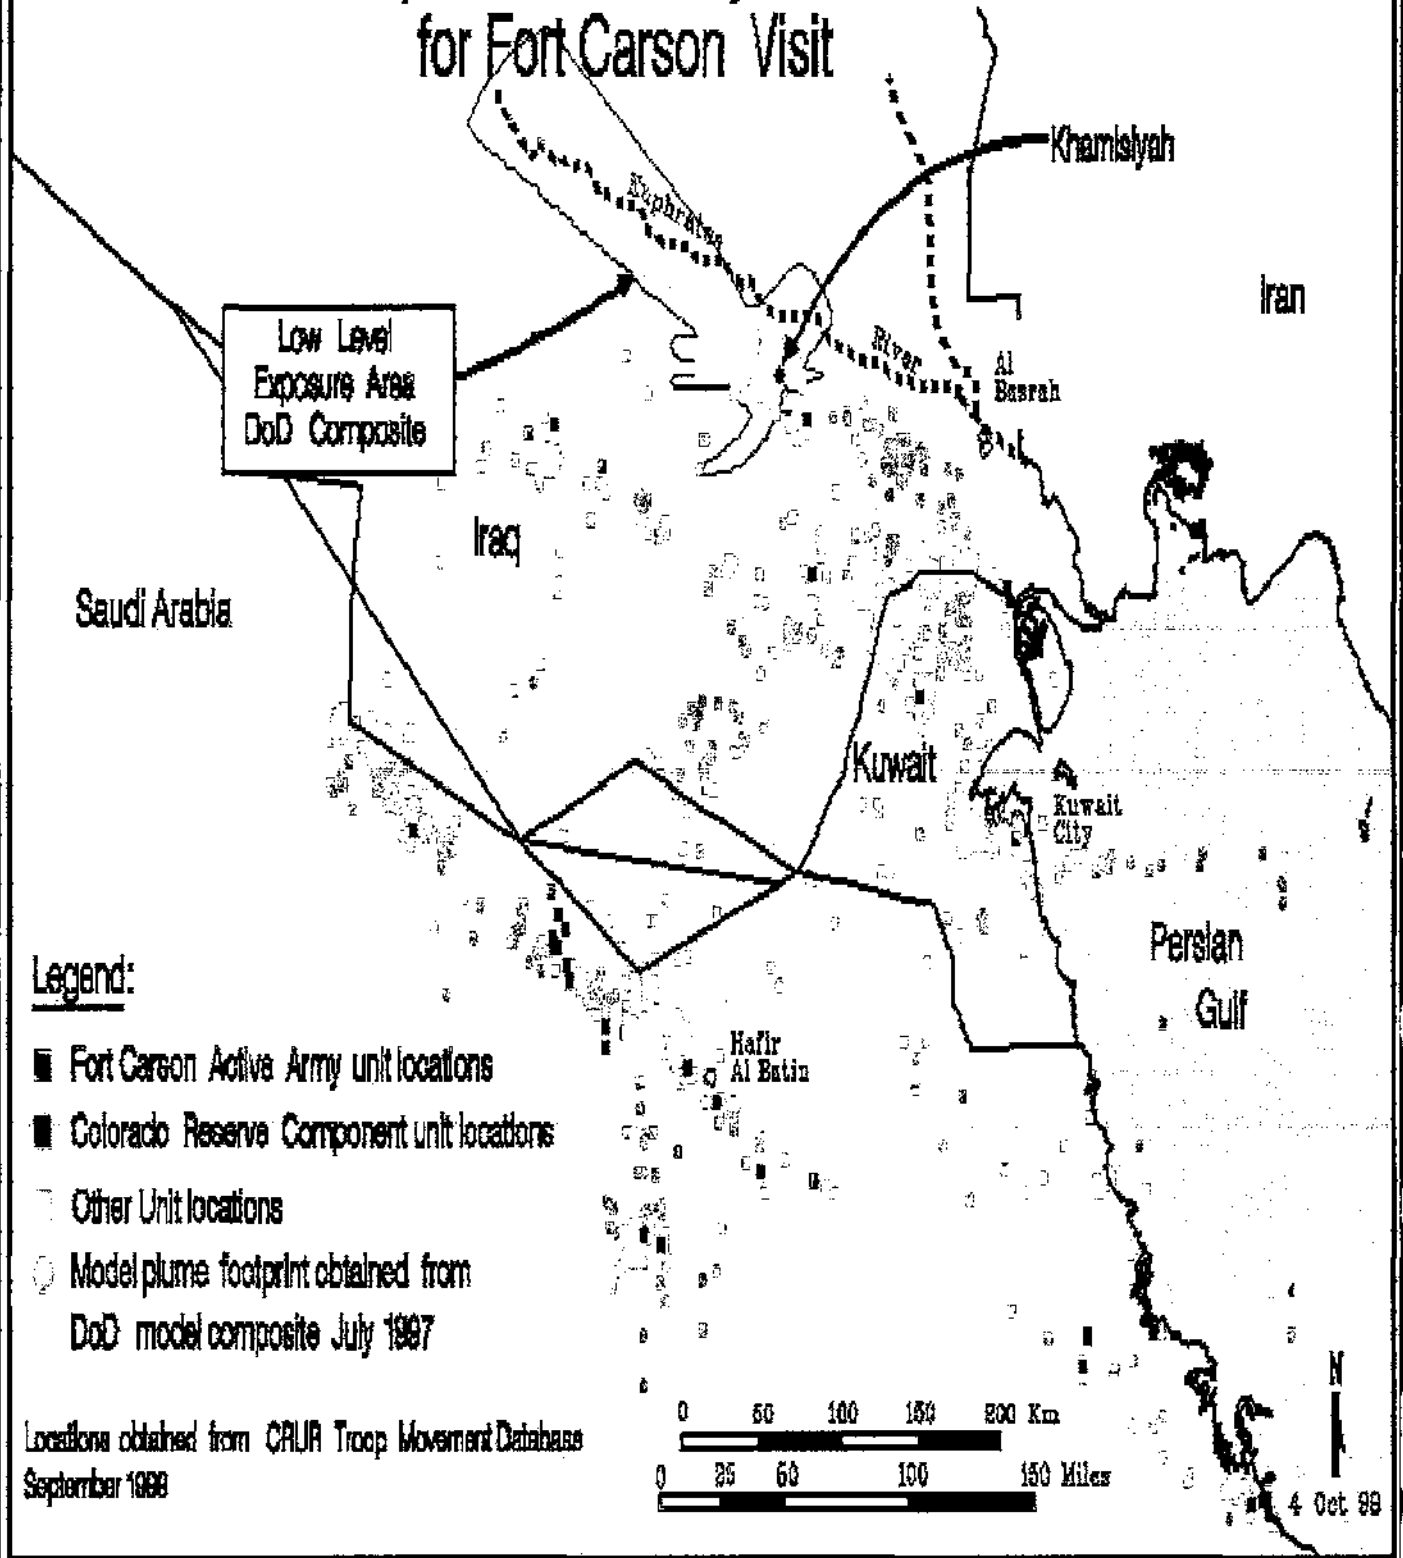 for Fort Carson Visit
Khamisiyah
Euphrates
Iran
Low Level
Exposure Area
DoD Composite
River
Al
Basrah
Iraq
Saudi Arabia
Kuwait
Kuwait
City
Persian
Gulf
Legend:
Hafir
Al Batin
Fort Carson Active Army unit locations
Colorado Reserve Component unit locations
Other Unit locations
Model plume footprint obtained from
DoD model composite July 1997
N
0 50 100 150 200 Km
Locations obtained from CRUR Troop Movement Database
0 25 50 100 150 Miles
September
4 Oct